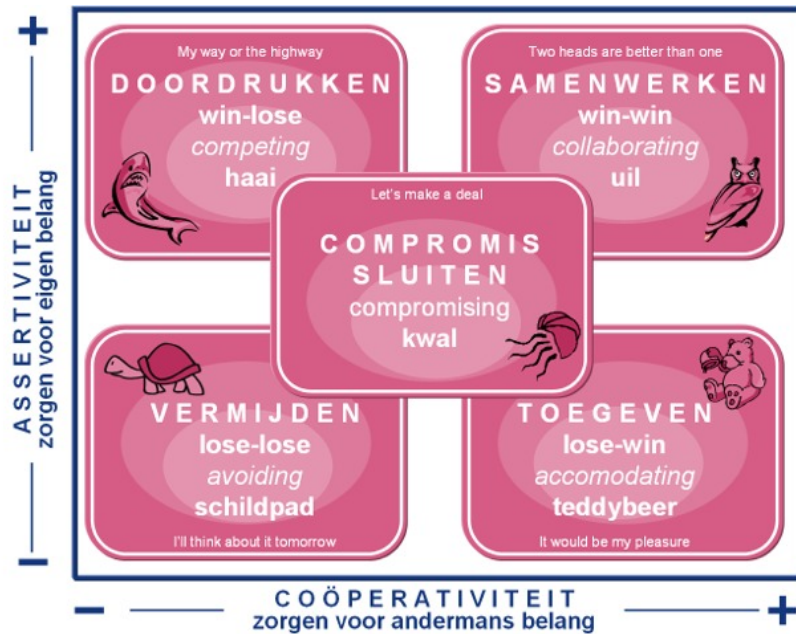 +
ASSERTIVITEIT
zorgen voor eigen belang
–
My way or the highway
DOORDRUKKEN
win-lose
competing
haai
Two heads are better than one
SAMENWERKEN
win-win
collaborating
uil
Let's make a deal
COMPROMIS
SLUITEN
compromising
kwal
VERMIJDEN
lose-lose
avoiding
schildpad
I'll think about it tomorrow
TOEGEVEN
lose-win
accomodating
teddybeer
It would be my pleasure
–
COÖPERATIVITEIT
zorgen voor andermans belang
+